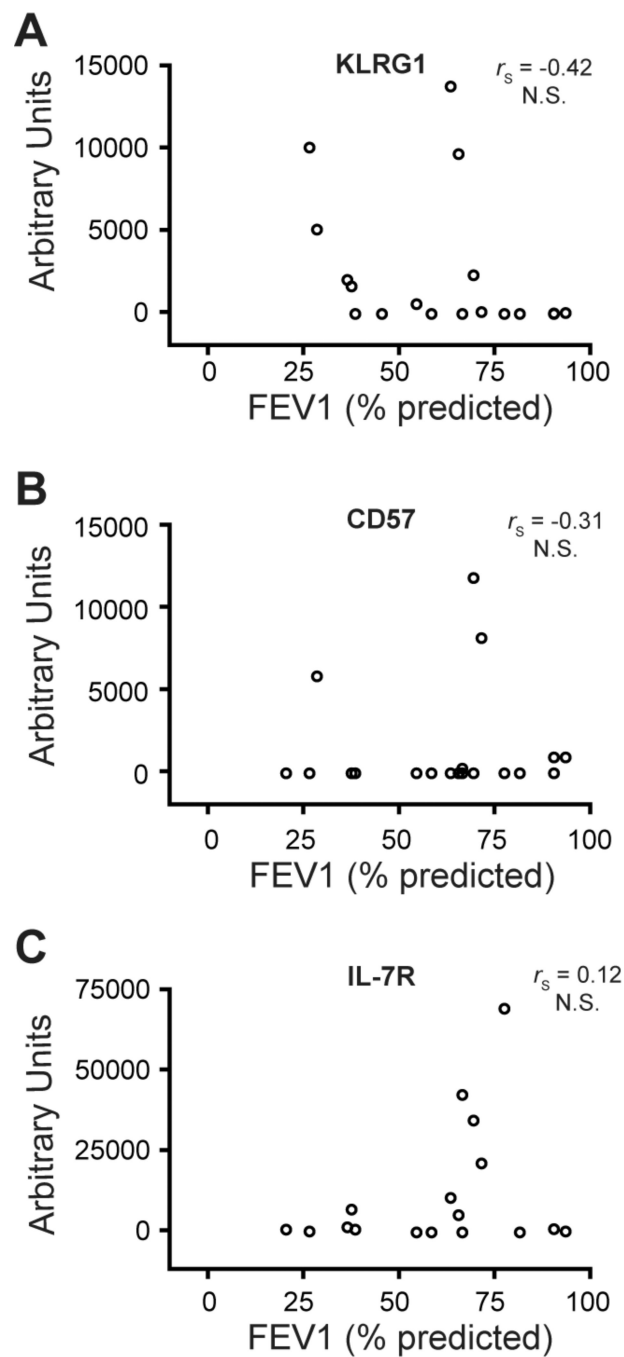 A
KLRG1
rS = -0.42
N.S.
Arbitrary Units
15000
10000
5000
0
0 25 50 75 100
FEV1 (% predicted)
B
CD57
rS = -0.31
N.S.
Arbitrary Units
15000
10000
5000
0
0 25 50 75 100
FEV1 (% predicted)
C
IL-7R
rS = 0.12
N.S.
Arbitrary Units
75000
50000
25000
0
0 25 50 75 100
FEV1 (% predicted)